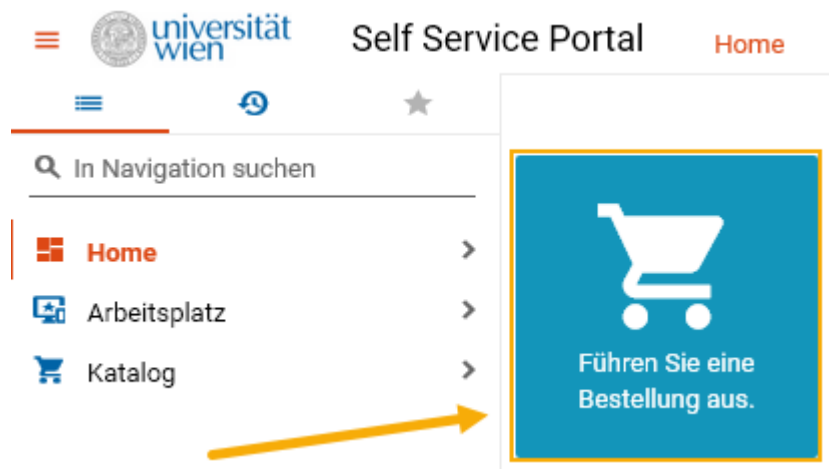 universität
wien
Self Service Portal
Home
In Navigation suchen
Home
Arbeitsplatz
Katalog
Führen Sie eine
Bestellung aus.